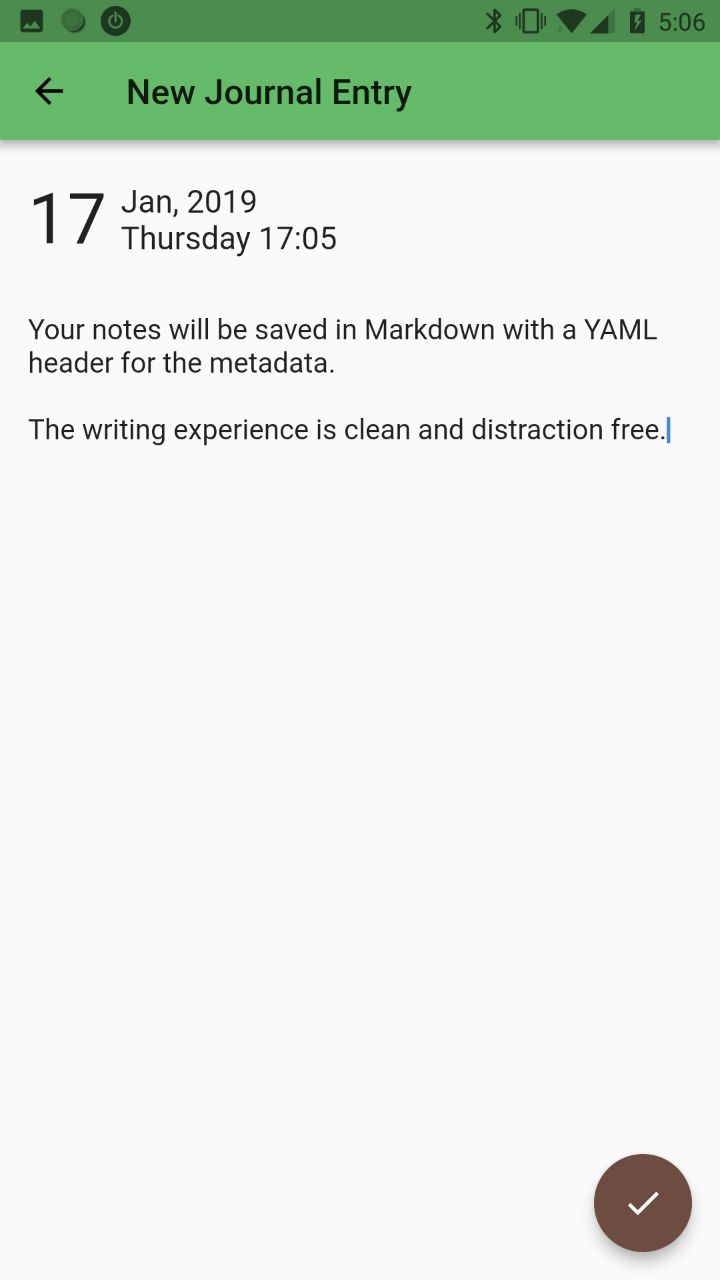 5:06
New Journal Entry
17
Jan, 2019
Thursday 17:05
Your notes will be saved in Markdown with a YAML
header for the metadata.
The writing experience is clean and distraction free.